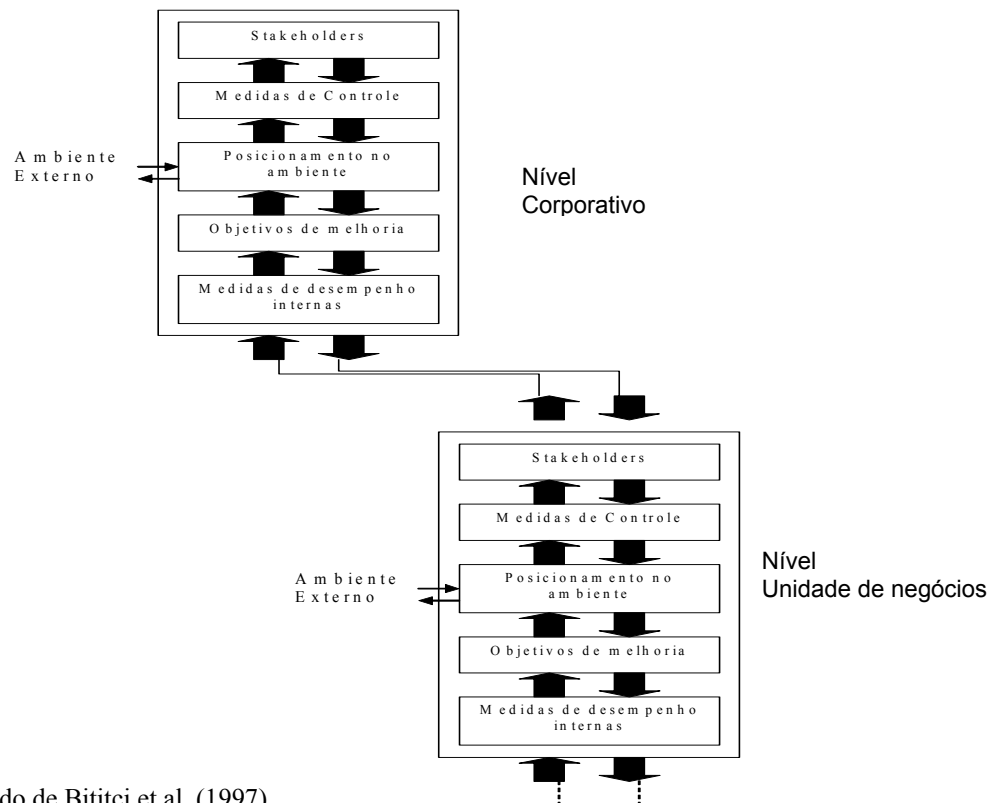 Stakeholders
Medidas de Controle
Posicionamento no
ambiente
Ambiente
Externo
Objetivos de melhoria
Medidas de desempenho
internas
Nível
Corporativo
Stakeholders
Medidas de Controle
Posicionamento no
ambiente
Ambiente
Externo
Objetivos de melhoria
Medidas de desempenho
internas
Nível
Unidade de negócios
do de Bititci et al. (1997)